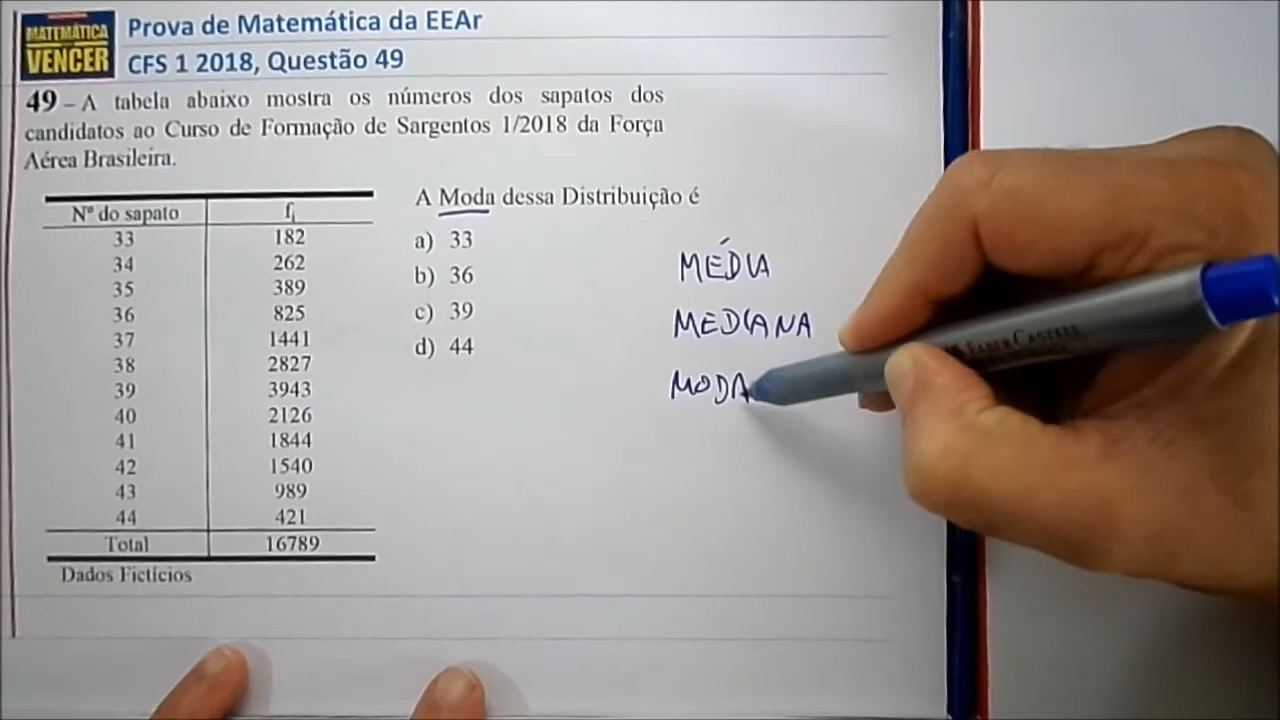 MATEMÁTICA
VENCER
Prova de Matemática da EEAr
CFS 1 2018, Questão 49
49 – A tabela abaixo mostra os números dos sapatos dos
candidatos ao Curso de Formação de Sargentos 1/2018 da Força
Aérea Brasileira.
Nº do sapato fi
33 182
34 262
35 389
36 825
37 1441
38 2827
39 3943
40 2126
41 1844
42 1540
43 989
44 421
Total 16789
Dados Fictícios
A Moda dessa Distribuição é
a) 33
b) 36
c) 39
d) 44
MÉDIA
MEDIANA
MODA
FABER CASTELL